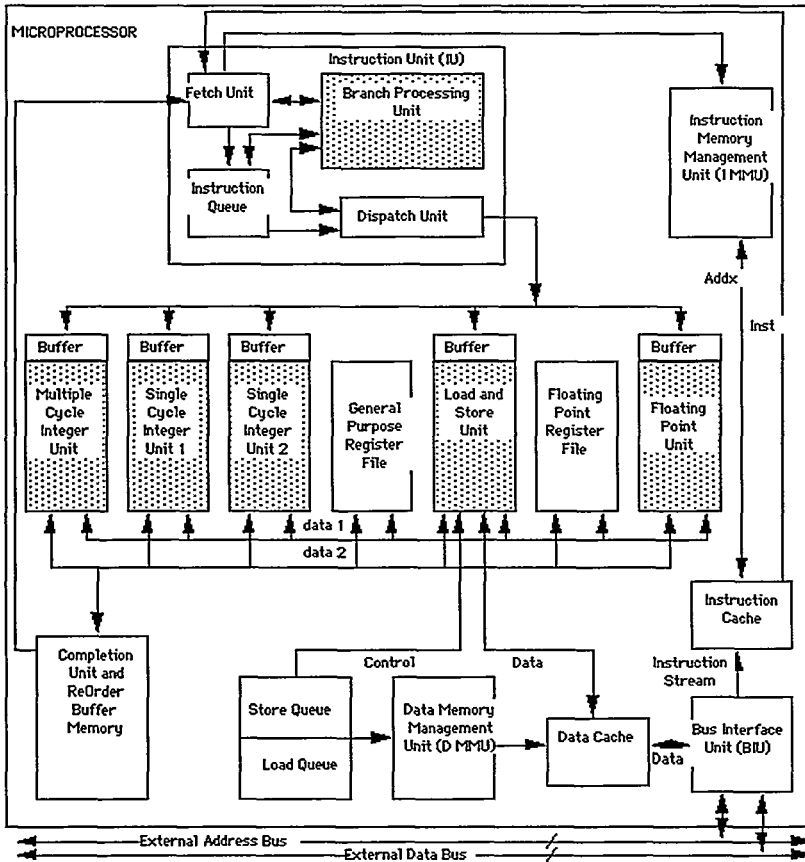 MICROPROCESSOR
Instruction Unit (IU)
Fetch Unit
Branch Processing
Unit
Instruction
Queue
Dispatch Unit
Instruction
Memory
Management
Unit (I MMU)
Addx
Inst
Buffer
Buffer
Buffer
Buffer
Buffer
Multiple
Cycle
Integer
Unit
Single
Cycle
Integer
Unit 1
Single
Cycle
Integer
Unit 2
General
Purpose
Register
File
Load and
Store
Unit
Floating
Point
Register
File
Floating
Point Unit
data 1
data 2
Instruction
Cache
Completion
Unit and
ReOrder
Buffer
Memory
Control
Data
Instruction
Stream
Store Queue
Load Queue
Data Memory
Management
Unit (D MMU)
Data Cache
Data
Bus Interface
Unit (BIU)
External Address Bus
External Data Bus